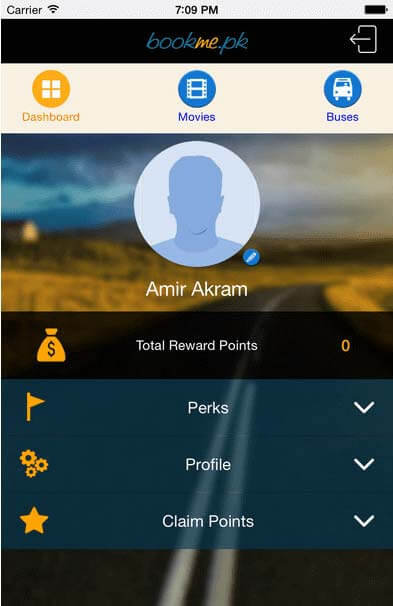 Carrier 7:09 PM
bookme.pk
Dashboard Movies Buses
Amir Akram
Total Reward Points 0
Perks
Profile
Claim Points